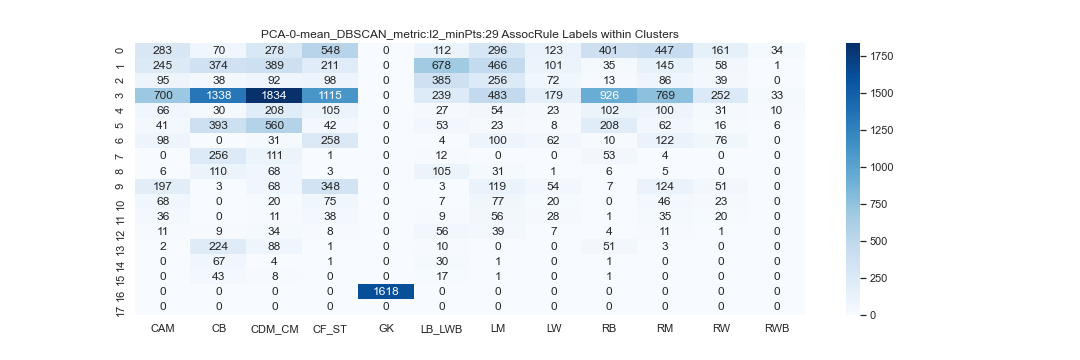 PCA-0-mean_DBSCAN_metric:l2_minPts:29 AssocRule Labels within Clusters
0 283 70 278 548 0 112 296 123 401 447 161 34
1 245 374 389 211 0 678 466 101 35 145 58 1
2 95 38 92 98 0 385 256 72 13 86 39 0
3 700 1338 1834 1115 0 239 483 179 926 769 252 33
4 66 30 208 105 0 27 54 23 102 100 31 10
5 41 393 560 42 0 53 23 8 208 62 16 6
6 98 0 31 258 0 4 100 62 10 122 76 0
7 0 256 111 1 0 12 0 0 53 4 0 0
8 6 110 68 3 0 105 31 1 6 5 0 0
9 197 3 68 348 0 3 119 54 7 124 51 0
10 68 0 20 75 0 7 77 20 0 46 23 0
11 36 0 11 38 0 9 56 28 1 35 20 0
12 11 9 34 8 0 56 39 7 4 11 1 0
13 2 224 88 1 0 10 0 0 51 3 0 0
14 0 67 4 1 0 30 1 0 1 0 0 0
15 0 43 8 0 0 17 1 0 1 0 0 0
16 0 0 0 0 1618 0 0 0 0 0 0 0
17 0 0 0 0 0 0 0 0 0 0 0 0
CAM CB CDM_CM CF_ST GK LB_LWB LM LW RB RM RW RWB
1750
1500
1250
1000
750
500
250
0